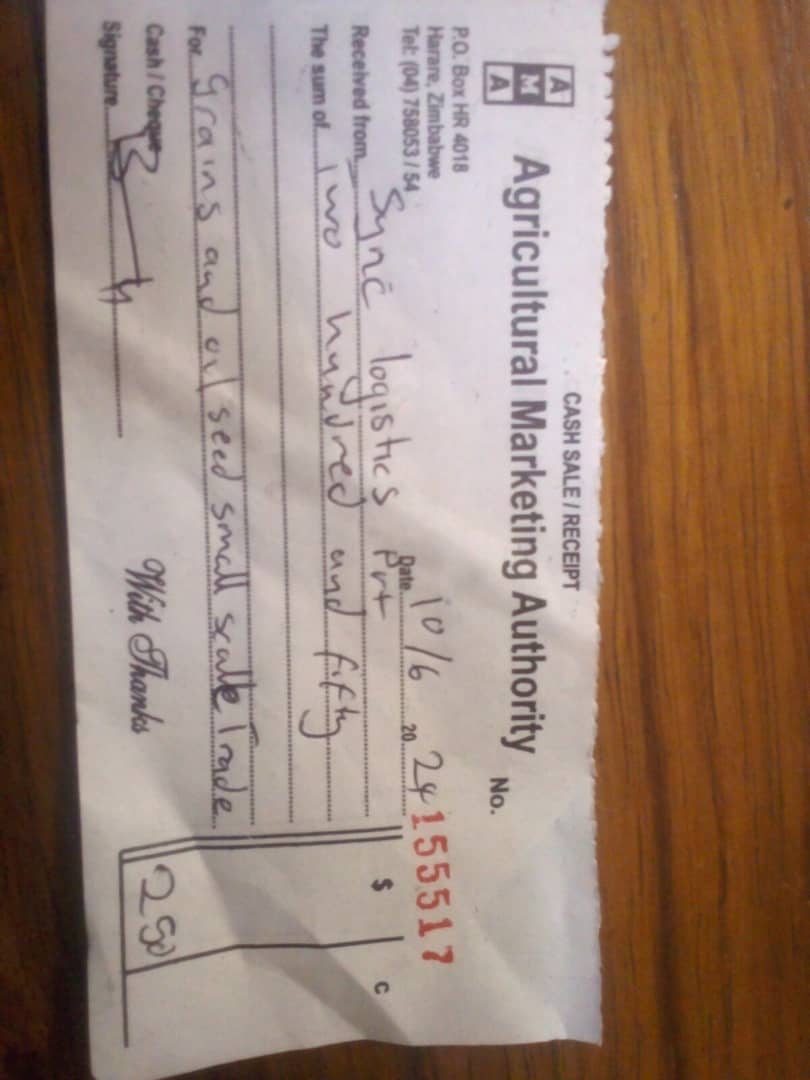 CASH SALE / RECEIPT
A
M
A A
Agricultural Marketing Authority
P.O. Box HR 4018
Harare, Zimbabwe
Tel: (04) 758053 / 54
No. 155517
Date 10/6 2024
Received from Sync logistics Pvt
The sum of Two hundred and fifty
For Grains and oil seed small scale Trade
$ c
250
Cash / Cheque
Signature
With Thanks